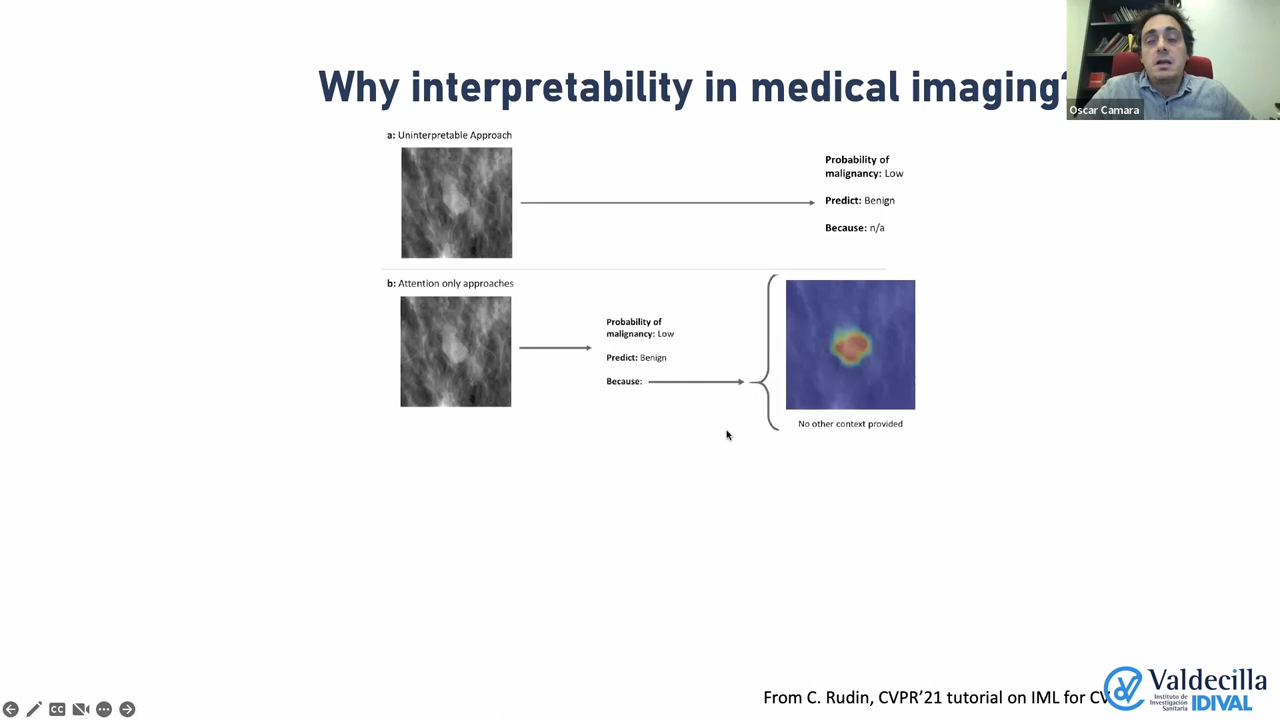 Why interpretability in medical imaging?
Oscar Camara
a: Uninterpretable Approach
Probability of
malignancy: Low
Predict: Benign
Because: n/a
b: Attention only approaches
Probability of
malignancy: Low
Predict: Benign
Because:
No other context provided
From C. Rudin, CVPR'21 tutorial on IML for CV
Valdecilla
Instituto de
Investigación
Sanitaria
IDIVAL
CC